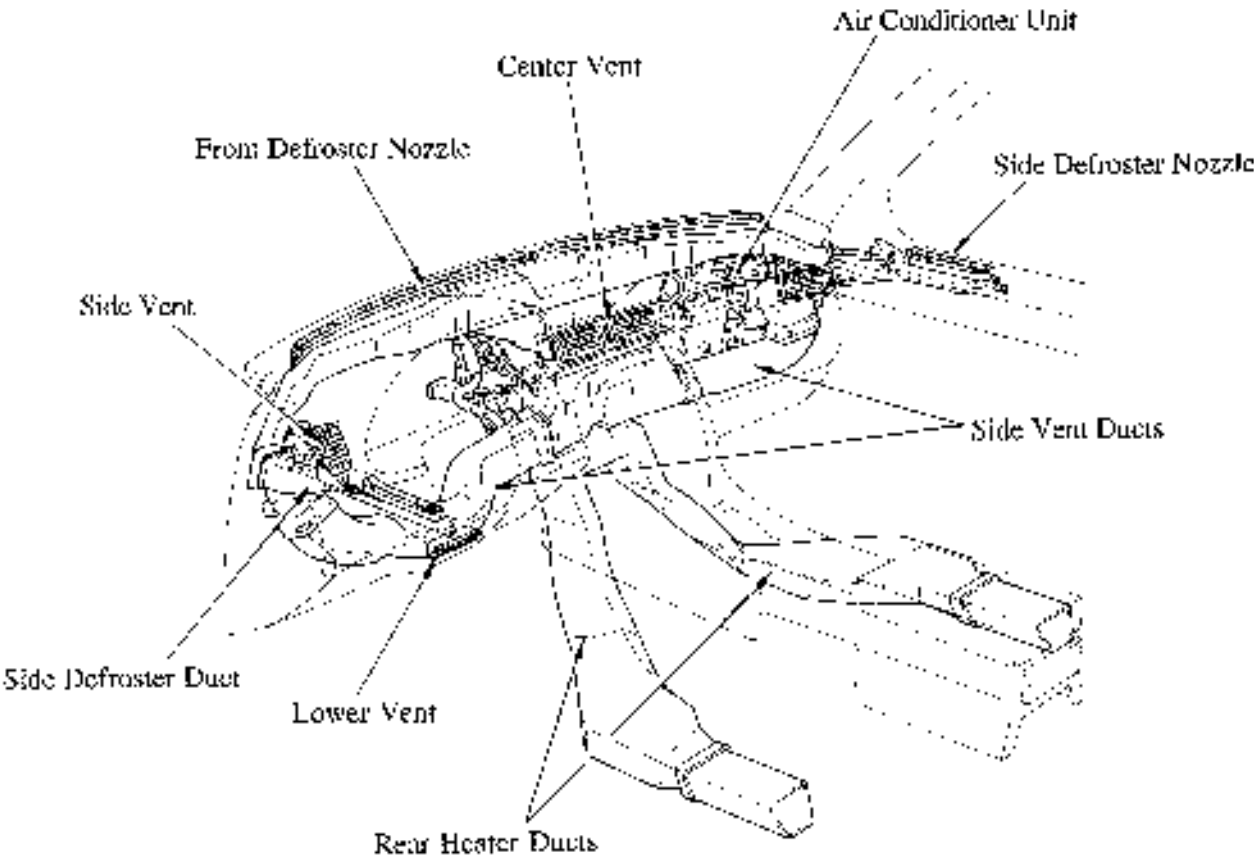 Air Conditioner Unit
Center Vent
From Defroster Nozzle
Side Defroster Nozzle
Side Vent
Side Vent Ducts
Side Defroster Duct
Lower Vent
Rear Heater Ducts